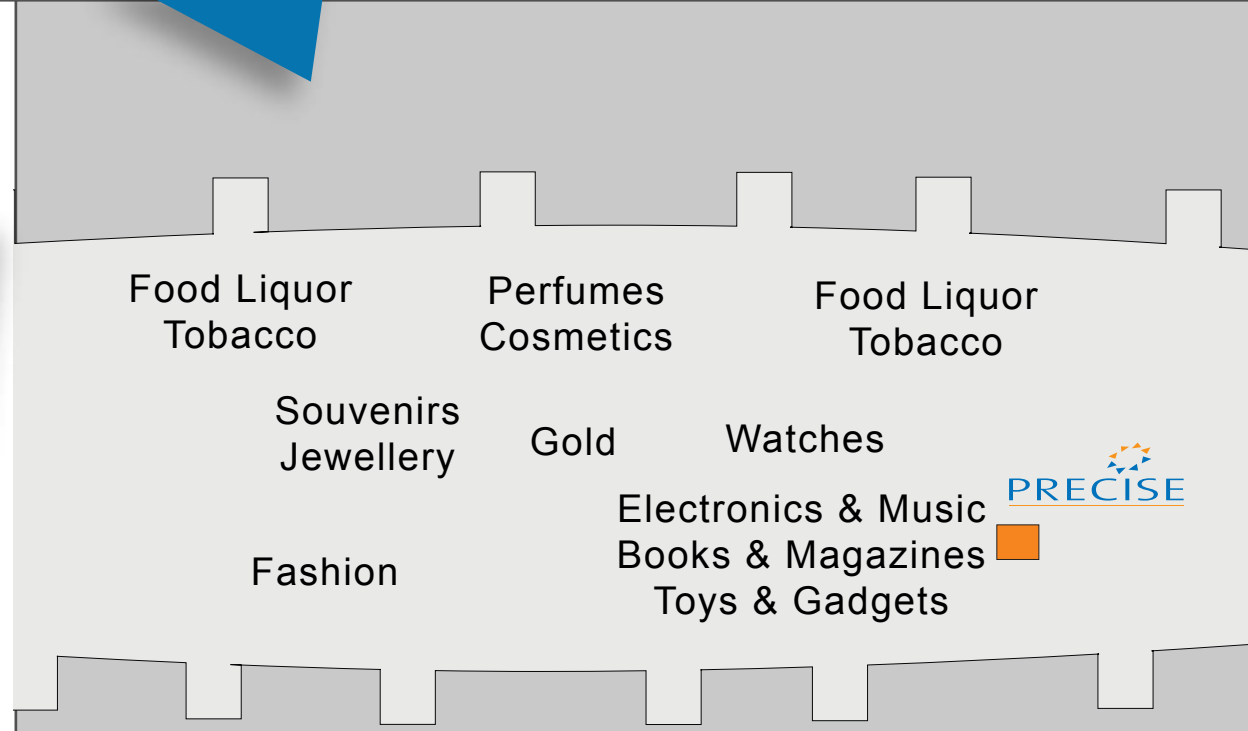 Food Liquor
Tobacco
Perfumes
Cosmetics
Food Liquor
Tobacco
Souvenirs
Jewellery
Gold
Watches
PRECISE
Electronics & Music
Books & Magazines
Toys & Gadgets
Fashion